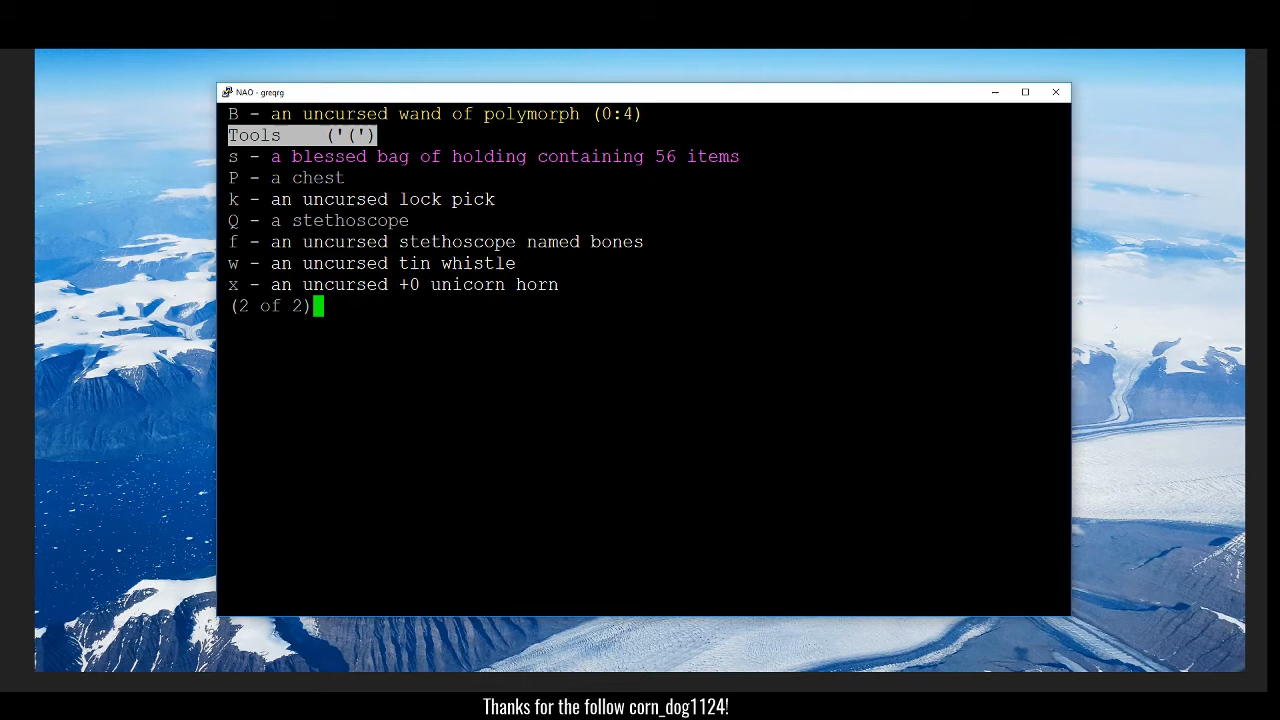 NAO - greqrg
B - an uncursed wand of polymorph (0:4)
Tools    ('(')
s - a blessed bag of holding containing 56 items
P - a chest
k - an uncursed lock pick
Q - a stethoscope
f - an uncursed stethoscope named bones
w - an uncursed tin whistle
x - an uncursed +0 unicorn horn
(2 of 2)
Thanks for the follow corn_dog1124!